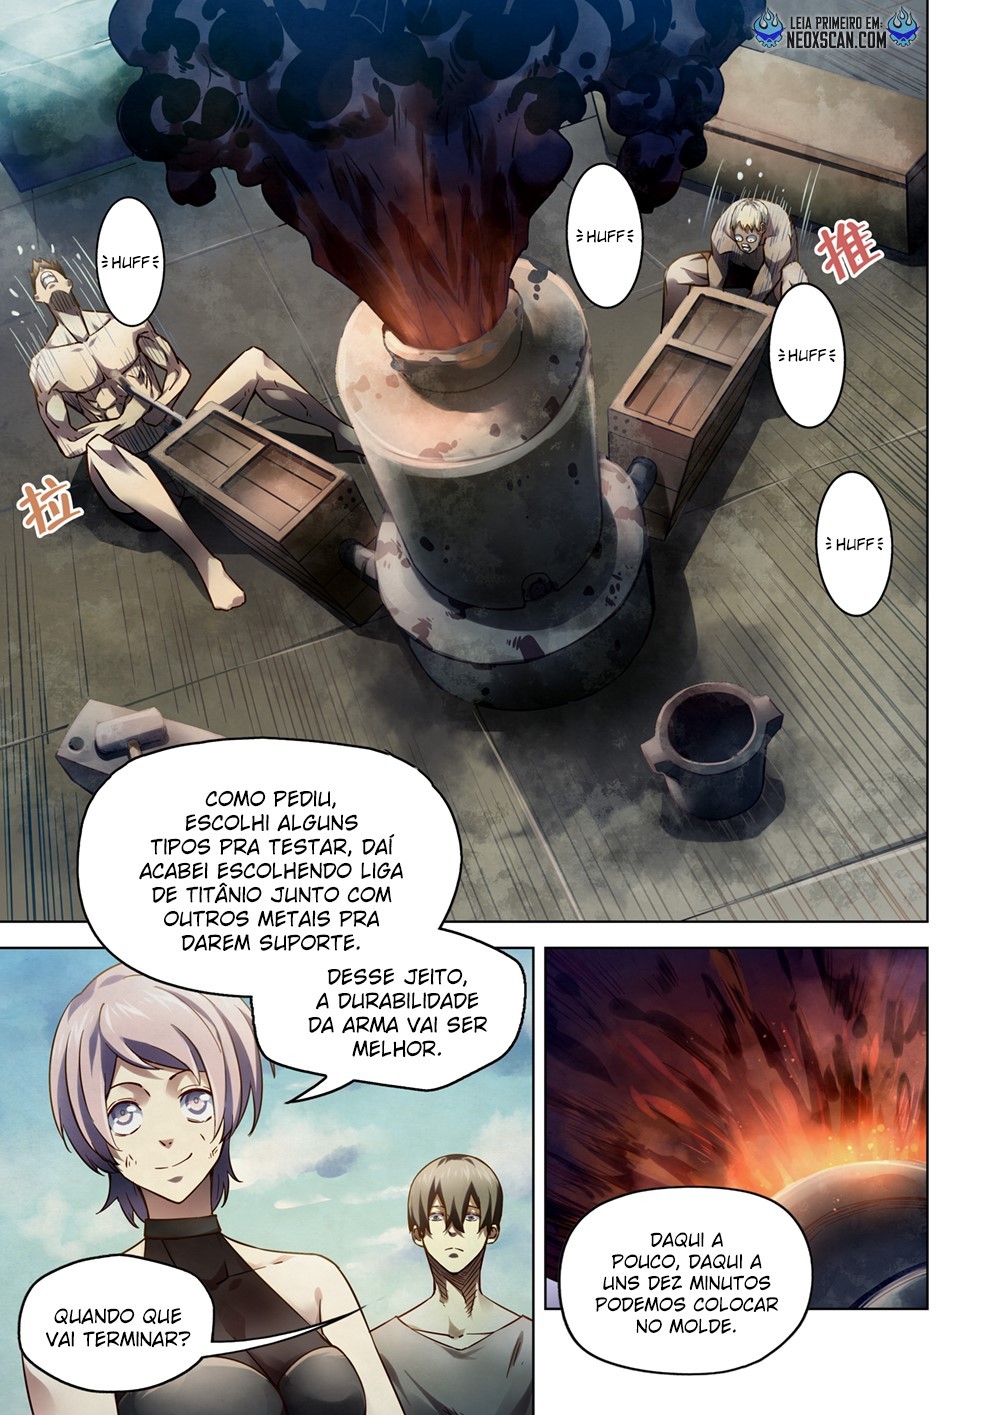 LEIA PRIMEIRO EM:
NEOXSCAN.COM
HUFF
HUFF
推
HUFF
拉
HUFF
COMO PEDIU,
ESCOLHI ALGUNS
TIPOS PRA TESTAR, DAÍ
ACABEI ESCOLHENDO LIGA
DE TITÂNIO JUNTO COM
OUTROS METAIS PRA
DAREM SUPORTE.
DESSE JEITO,
A DURABILIDADE
DA ARMA VAI SER
MELHOR.
QUANDO QUE
VAI TERMINAR?
DAQUI A
POUCO, DAQUI A
UNS DEZ MINUTOS
PODEMOS COLOCAR
NO MOLDE.